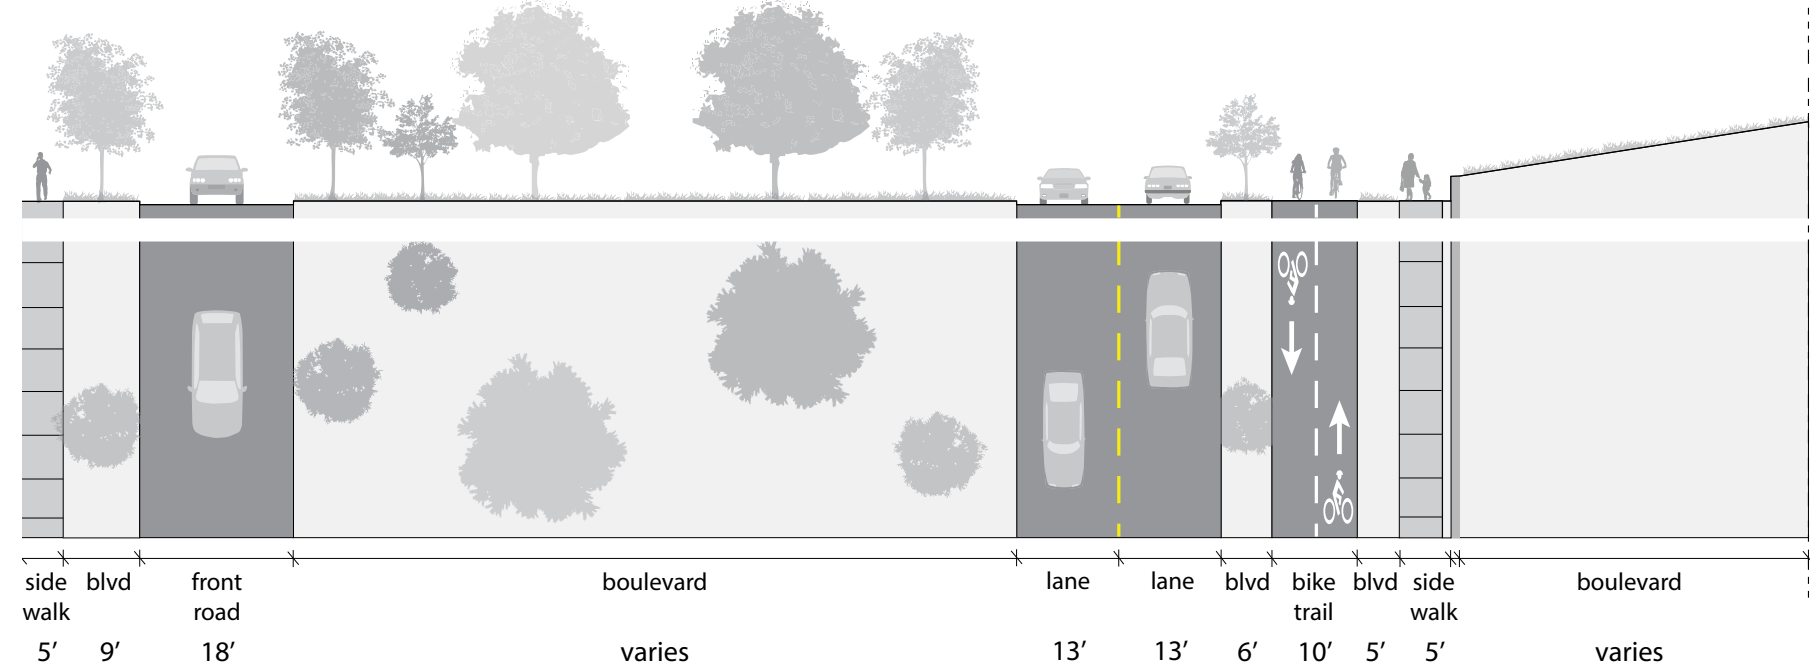 side blvd front boulevard lane lane blvd bike blvd side boulevard
walk road trail walk
5’ 9’ 18’ varies 13’ 13’ 6’ 10’ 5’ 5’ varies